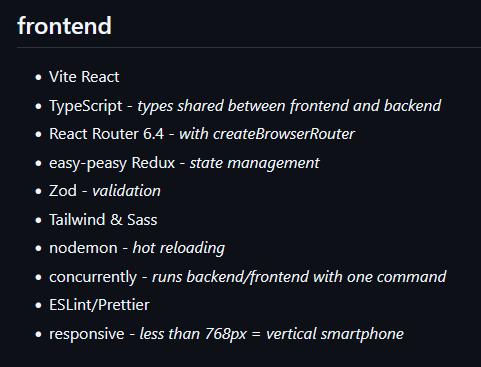 frontend
Vite React
TypeScript - types shared between frontend and backend
React Router 6.4 - with createBrowserRouter
easy-peasy Redux - state management
Zod - validation
Tailwind & Sass
nodemon - hot reloading
concurrently - runs backend/frontend with one command
ESLint/Prettier
responsive - less than 768px = vertical smartphone